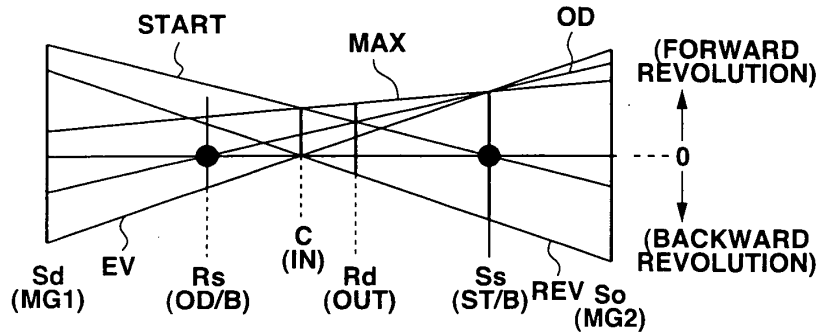 START
MAX
OD
(FORWARD
REVOLUTION)
0
(BACKWARD
REVOLUTION)
EV
REV
Sd
(MG1)
Rs
(OD/B)
C
(IN)
Rd
(OUT)
Ss
(ST/B)
So
(MG2)